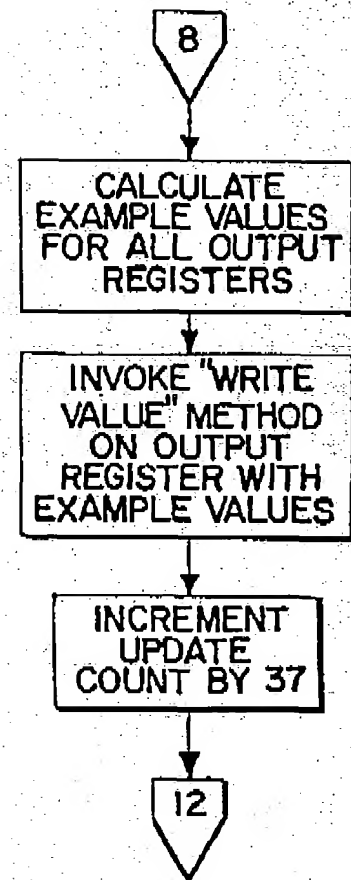 8
CALCULATE
EXAMPLE VALUES
FOR ALL OUTPUT
REGISTERS
INVOKE "WRITE
VALUE" METHOD
ON OUTPUT
REGISTER WITH
EXAMPLE VALUES
INCREMENT
UPDATE
COUNT BY 37
12